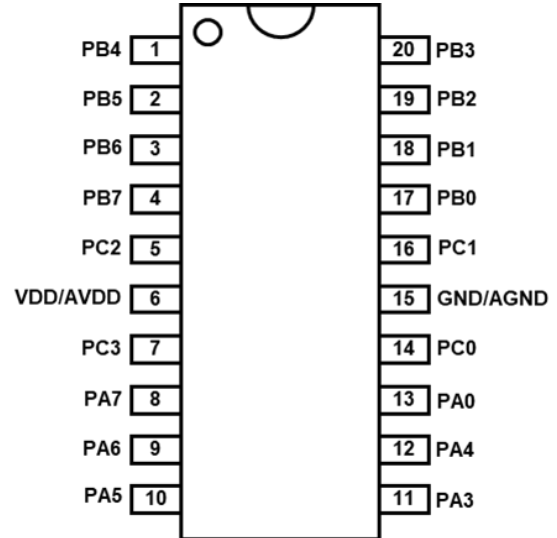 PB4 1 20 PB3
PB5 2 19 PB2
PB6 3 18 PB1
PB7 4 17 PB0
PC2 5 16 PC1
VDD/AVDD 6 15 GND/AGND
PC3 7 14 PC0
PA7 8 13 PA0
PA6 9 12 PA4
PA5 10 11 PA3